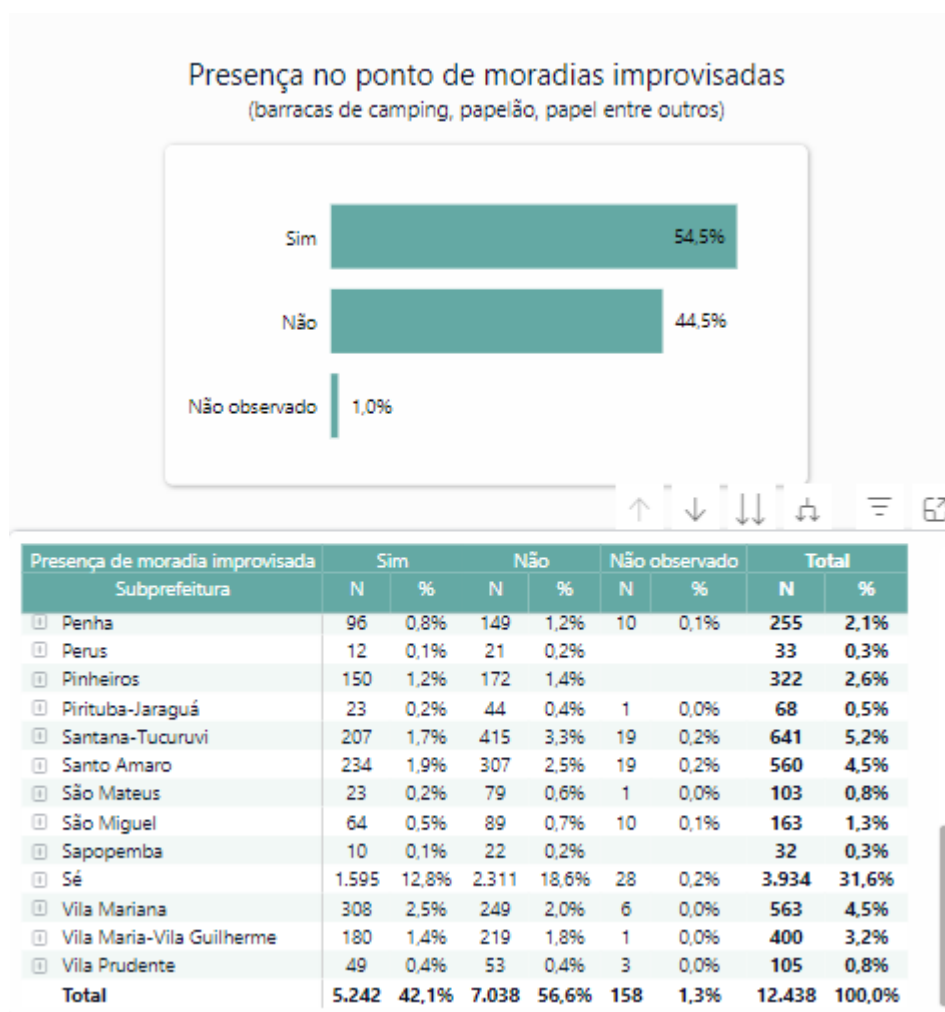 Presença no ponto de moradias improvisadas
(barracas de camping, papelão, papel entre outros)
Sim 54,5%
Não 44,5%
Não observado 1,0%
Presença de moradia improvisada Sim Não Não observado Total
Subprefeitura N % N % N % N %
Penha 96 0,8% 149 1,2% 10 0,1% 255 2,1%
Perus 12 0,1% 21 0,2% 33 0,3%
Pinheiros 150 1,2% 172 1,4% 322 2,6%
Pirituba-Jaraguá 23 0,2% 44 0,4% 1 0,0% 68 0,5%
Santana-Tucuruvi 207 1,7% 415 3,3% 19 0,2% 641 5,2%
Santo Amaro 234 1,9% 307 2,5% 19 0,2% 560 4,5%
São Mateus 23 0,2% 79 0,6% 1 0,0% 103 0,8%
São Miguel 64 0,5% 89 0,7% 10 0,1% 163 1,3%
Sapopemba 10 0,1% 22 0,2% 32 0,3%
Sé 1.595 12,8% 2.311 18,6% 28 0,2% 3.934 31,6%
Vila Mariana 308 2,5% 249 2,0% 6 0,0% 563 4,5%
Vila Maria-Vila Guilherme 180 1,4% 219 1,8% 1 0,0% 400 3,2%
Vila Prudente 49 0,4% 53 0,4% 3 0,0% 105 0,8%
Total 5.242 42,1% 7.038 56,6% 158 1,3% 12.438 100,0%